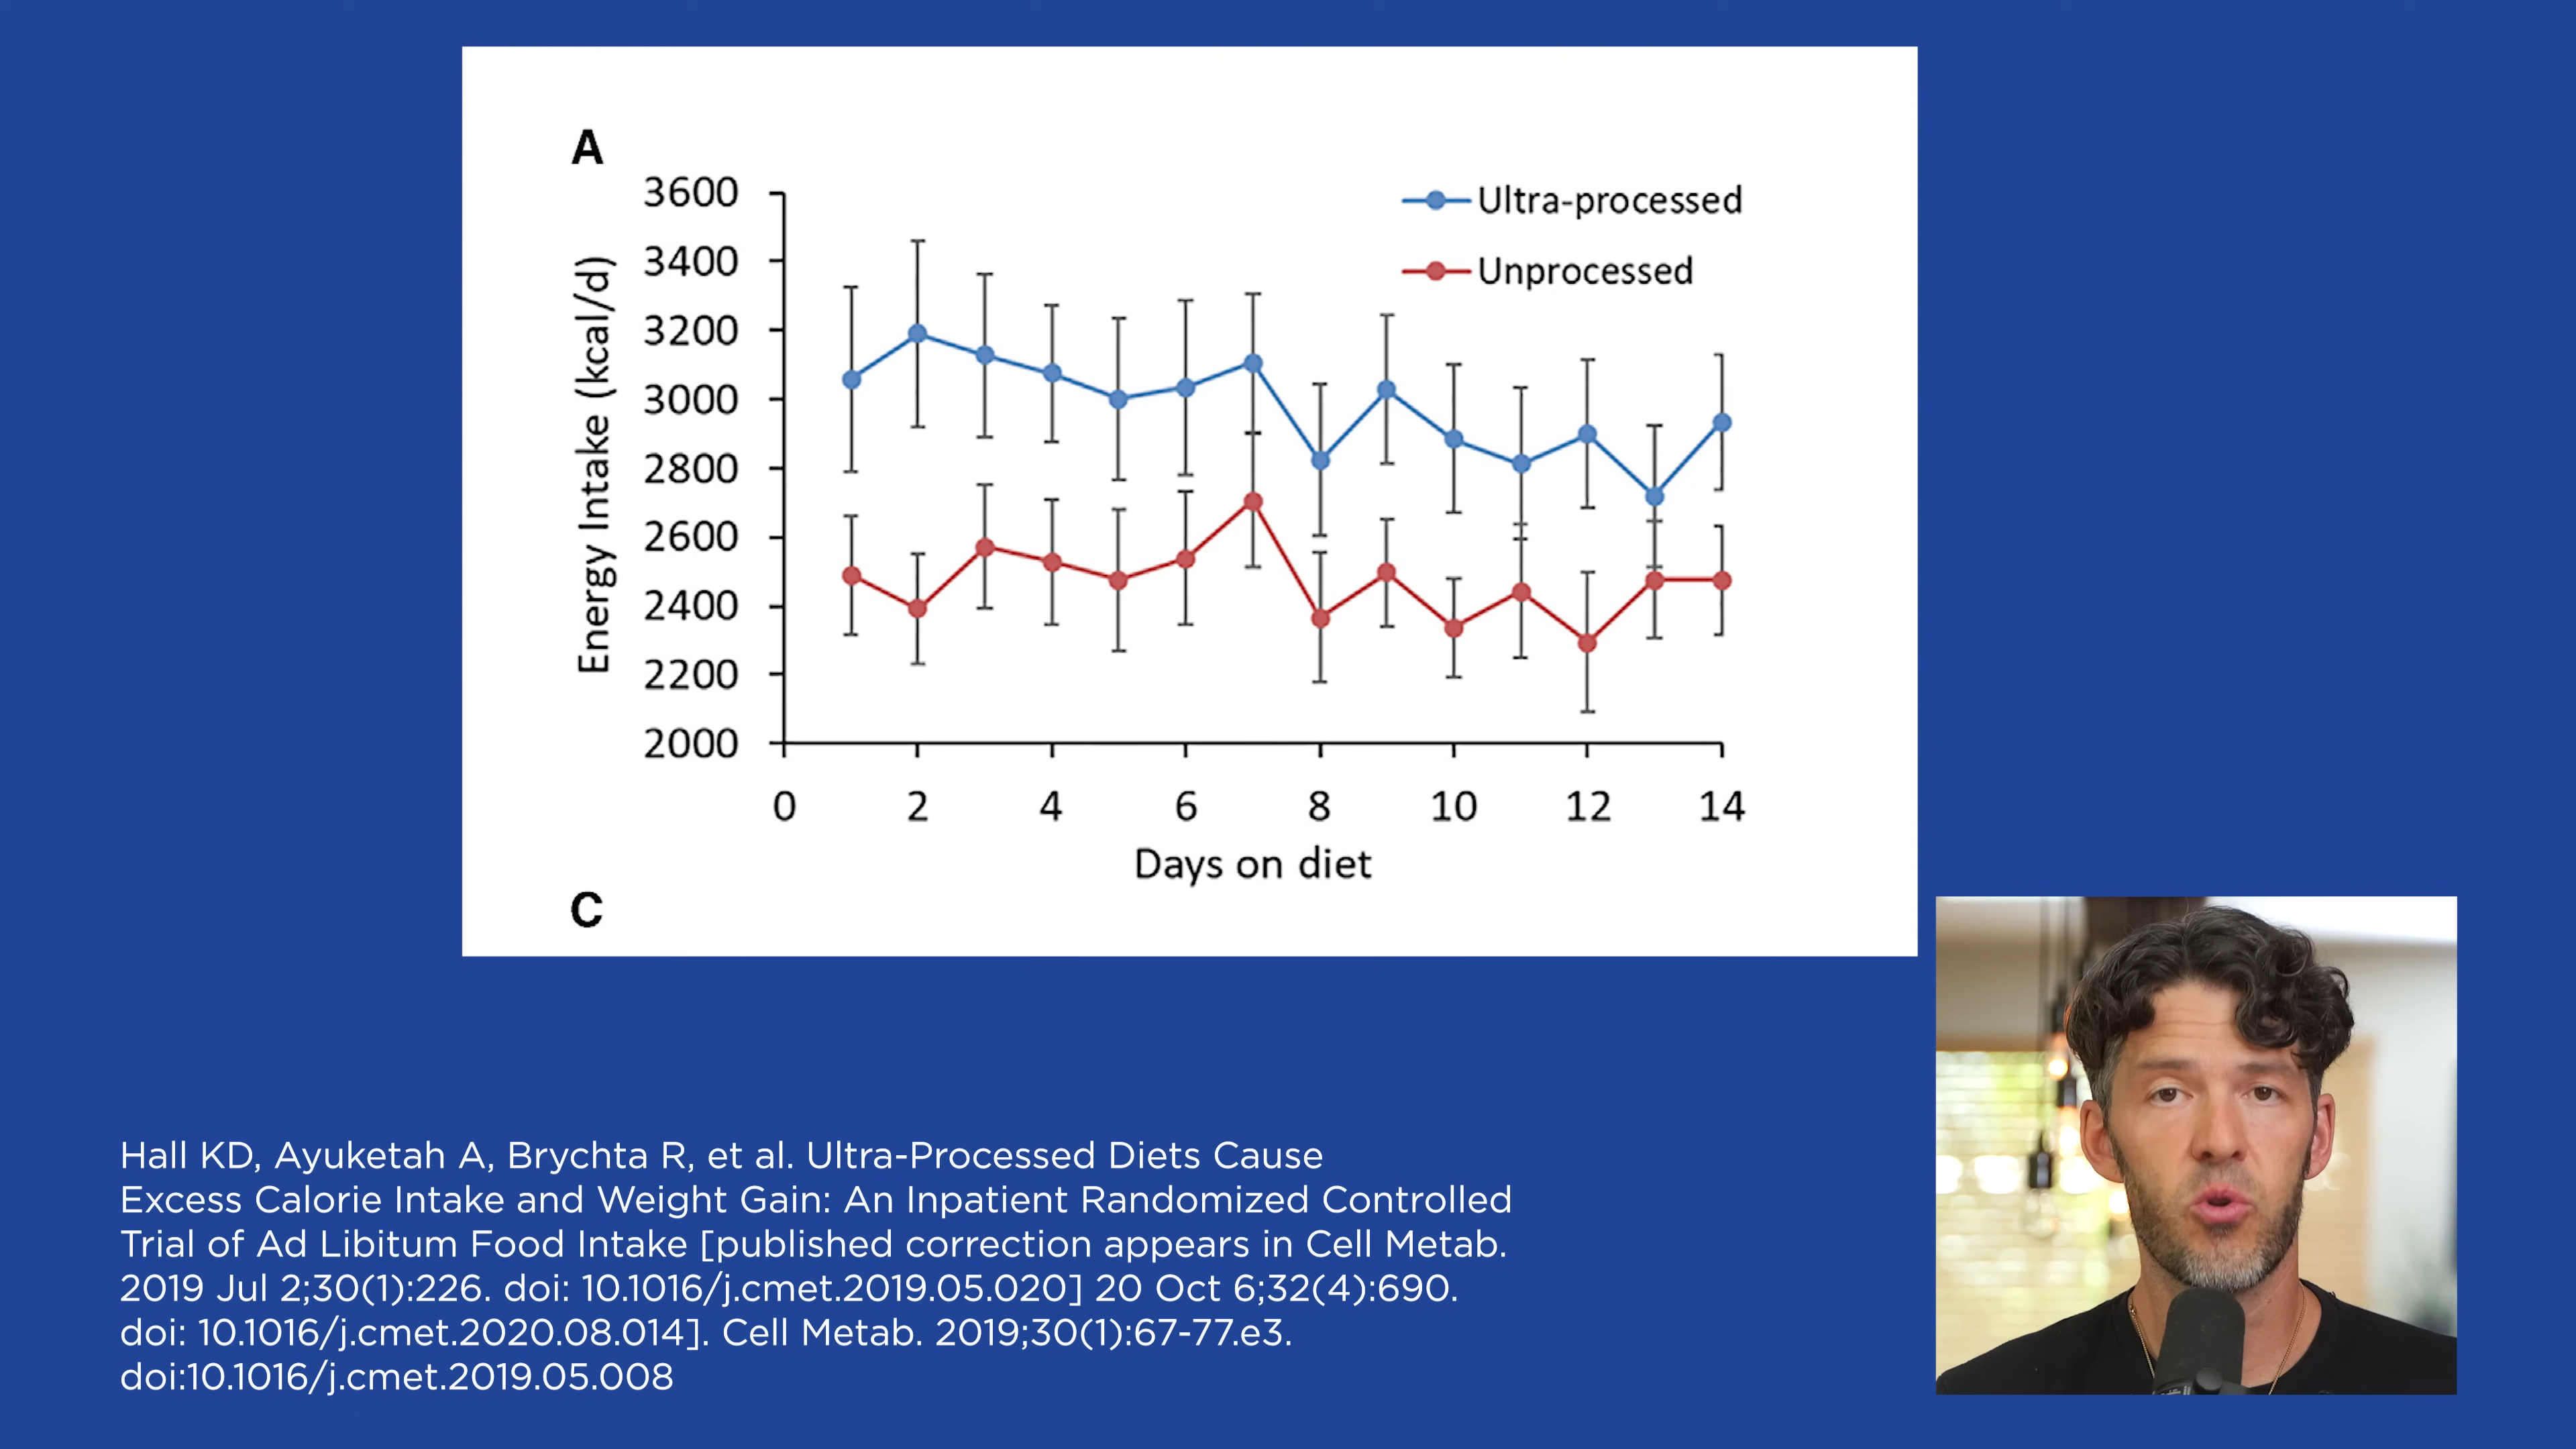 A
3600
3400
3200
3000
2800
2600
2400
2200
2000
Energy Intake (kcal/d)
Ultra-processed
Unprocessed
0 2 4 6 8 10 12 14
Days on diet
C
Hall KD, Ayuketah A, Brychta R, et al. Ultra-Processed Diets Cause
Excess Calorie Intake and Weight Gain: An Inpatient Randomized Controlled
Trial of Ad Libitum Food Intake [published correction appears in Cell Metab.
2019 Jul 2;30(1):226. doi: 10.1016/j.cmet.2019.05.020] 20 Oct 6;32(4):690.
doi: 10.1016/j.cmet.2020.08.014]. Cell Metab. 2019;30(1):67-77.e3.
doi:10.1016/j.cmet.2019.05.008